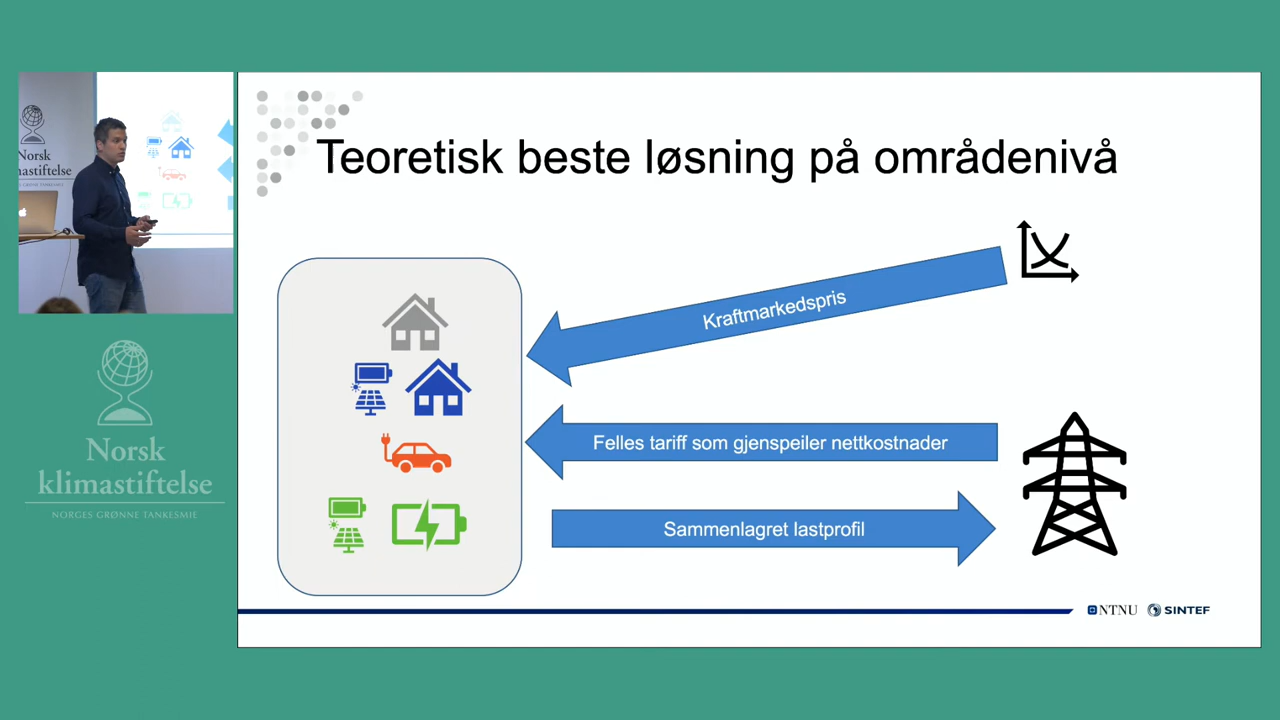 Norsk
klimastiftelse
NORGES GRØNNE TANKESMIE
Teoretisk beste løsning på områdenivå
Kraftmarkedspris
Felles tariff som gjenspeiler nettkostnader
Sammenlagret lastprofil
NTNU SINTEF